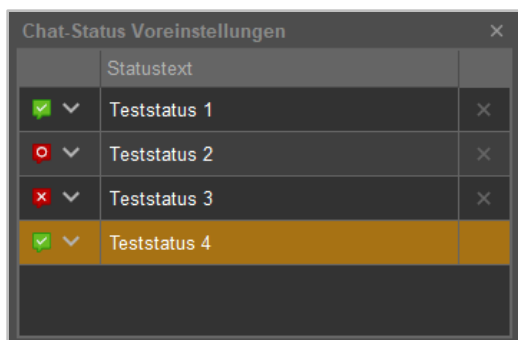 Chat-Status Voreinstellungen
Statustext
Teststatus 1
Teststatus 2
Teststatus 3
Teststatus 4